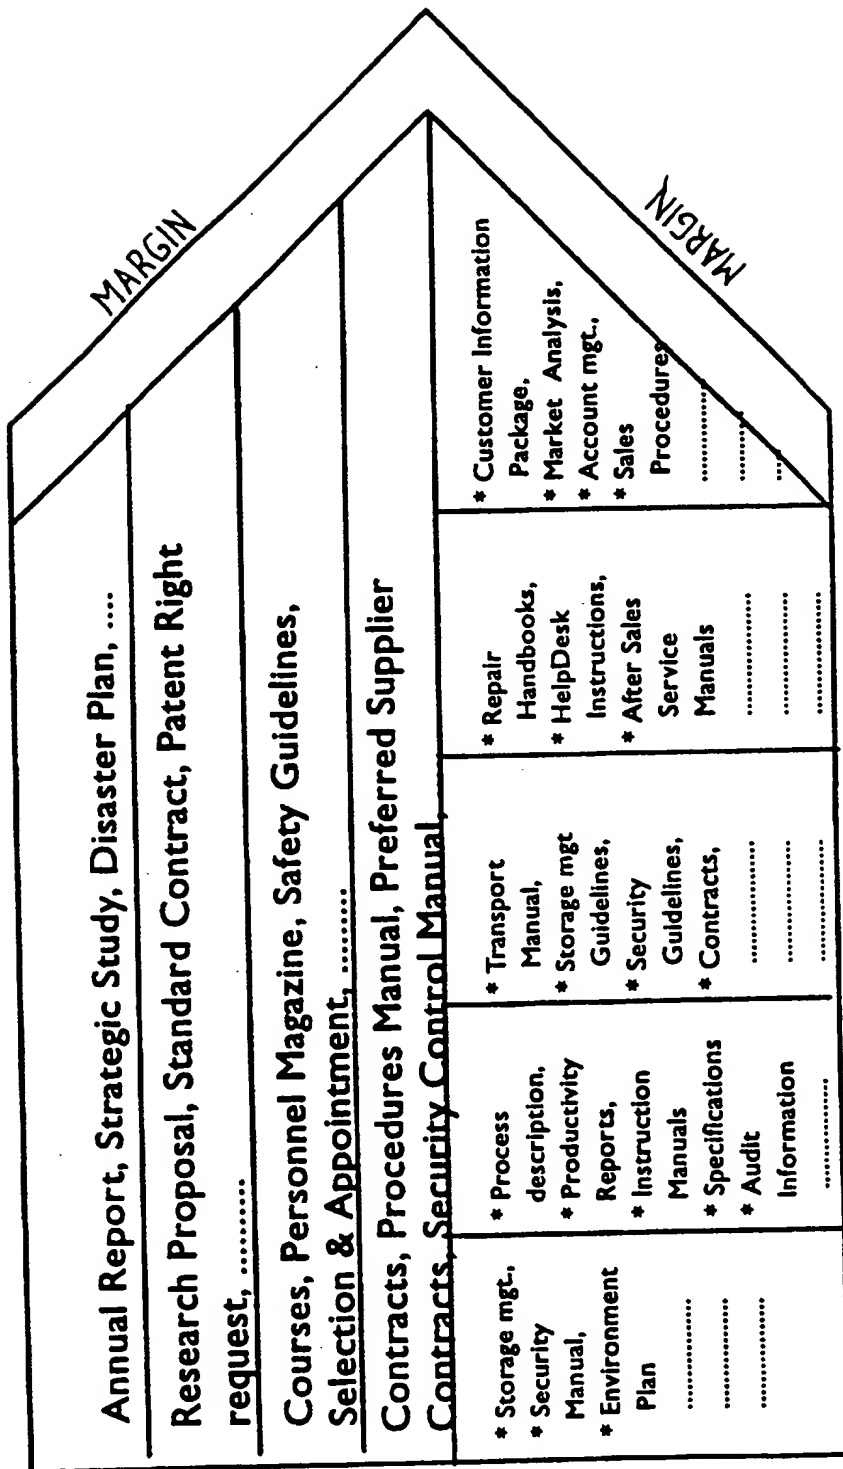 Annual Report, Strategic Study, Disaster Plan, ....
Research Proposal, Standard Contract, Patent Right
request, ..........
Courses, Personnel Magazine, Safety Guidelines,
Selection & Appointment, .........
Contracts, Procedures Manual, Preferred Supplier
Contracts, Security Control Manual,
* Storage mgt.,
* Security
Manual,
* Environment
Plan
..................
..................
..................
* Process
description,
* Productivity
Reports,
* Instruction
Manuals
* Specifications
* Audit
Information
..................
* Transport
Manual,
* Storage mgt
Guidelines,
* Security
Guidelines,
* Contracts,
....................
....................
....................
* Repair
Handbooks,
* HelpDesk
Instructions,
* After Sales
Service
Manuals
....................
....................
....................
* Customer Information
Package,
* Market Analysis,
* Account mgt.,
* Sales
Procedures
................
...........
.....
MARGIN
MARGIN